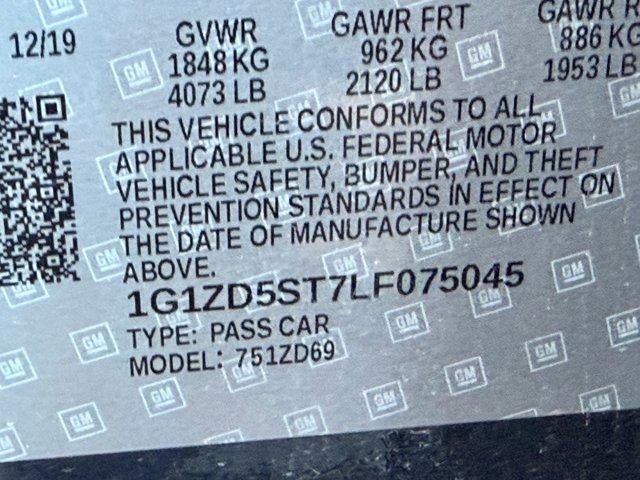 12/19 GVWR GAWR FRT GAWR
1848 KG 962 KG 886 KG
4073 LB 2120 LB 1953 LB
THIS VEHICLE CONFORMS TO ALL
APPLICABLE U.S. FEDERAL MOTOR
VEHICLE SAFETY, BUMPER, AND THEFT
PREVENTION STANDARDS IN EFFECT ON
THE DATE OF MANUFACTURE SHOWN
ABOVE.
1G1ZD5ST7LF075045
TYPE: PASS CAR
MODEL: 751ZD69